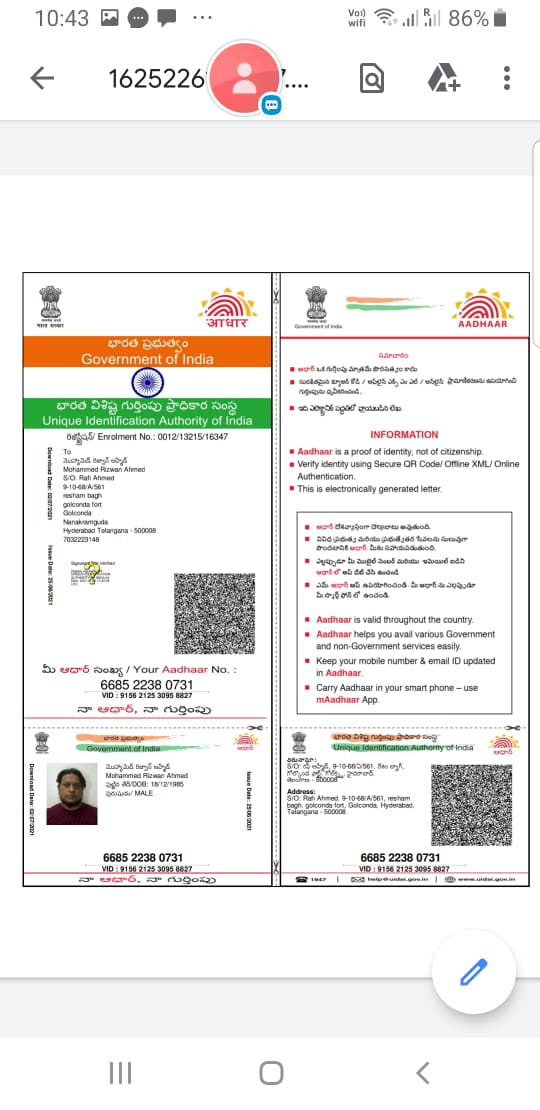 10:43
Vo))
wifi
R
86%
16252261
7....
भारत सरकार
आधार
భారత ప్రభుత్వం
Government of India
భారత విశిష్ట గుర్తింపు ప్రాధికార సంస్థ
Unique Identification Authority of India
Enrolment No.: 0012/13215/16347
Download Date: 02/07/2021
Issue Date: 25/06/2021
To
మొహమెడ్ రిజ్వాన్ అహ్మద్
Mohammed Rizwan Ahmed
S/O: Rafi Ahmed
9-10-68/A/561
resham bagh
golconda fort
Golconda
Nanakramguda
Hyderabad Telangana - 500008
7032223148
Signature Not Verified
మీ ఆధార్ సంఖ్య / Your Aadhaar No. :
6685 2238 0731
VID : 9156 2125 3095 8827
నా ఆధార్, నా గుర్తింపు
భారత ప్రభుత్వం
Government of India
ఆధార్
Download Date: 02/07/2021
మొహమెడ్ రిజ్వాన్ అహ్మద్
Mohammed Rizwan Ahmed
పుట్టిన తేదీ/DOB: 18/12/1985
పురుషుడు/ MALE
Issue Date: 25/06/2021
6685 2238 0731
VID : 9156 2125 3095 8827
నా ఆధార్, నా గుర్తింపు
Government of India
AADHAAR
సమాచారం
ఆధార్ ఒక గుర్తింపు మాత్రమే పౌరసత్వం కాదు
INFORMATION
Aadhaar is a proof of identity, not of citizenship.
Verify identity using Secure QR Code/ Offline XML/ Online
Authentication.
This is electronically generated letter.
ఆధార్ దేశవ్యాప్తంగా చెల్లుబాటు అవుతుంది.
Aadhaar is valid throughout the country.
Aadhaar helps you avail various Government
and non-Government services easily.
Keep your mobile number & email ID updated
in Aadhaar.
Carry Aadhaar in your smart phone – use
mAadhaar App.
భారత విశిష్ట గుర్తింపు ప్రాధికార సంస్థ
Unique Identification Authority of India
ఆధార్
చిరునామా:
Address:
S/O: Rafi Ahmed, 9-10-68/A/561, resham
bagh, golconda fort, Golconda, Hyderabad,
Telangana - 500008
6685 2238 0731
VID : 9156 2125 3095 8827
1947 | help@uidai.gov.in | www.uidai.gov.in